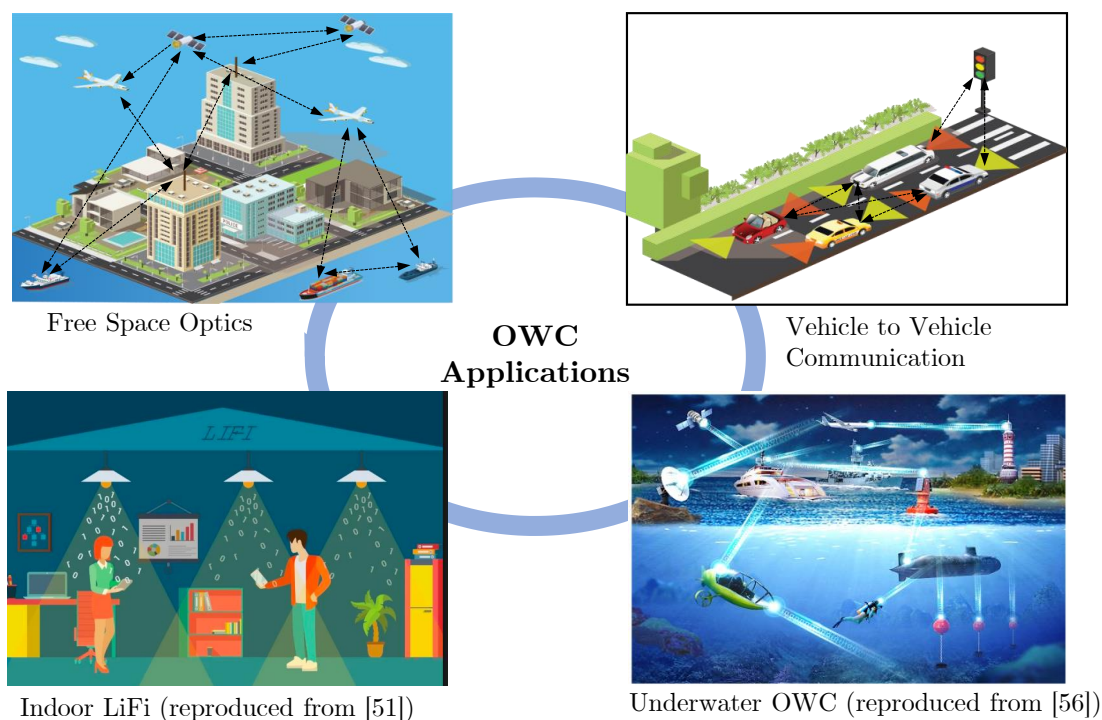 Free Space Optics
Vehicle to Vehicle
Communication
OWC
Applications
LIFI
Indoor LiFi (reproduced from [51])
Underwater OWC (reproduced from [56])